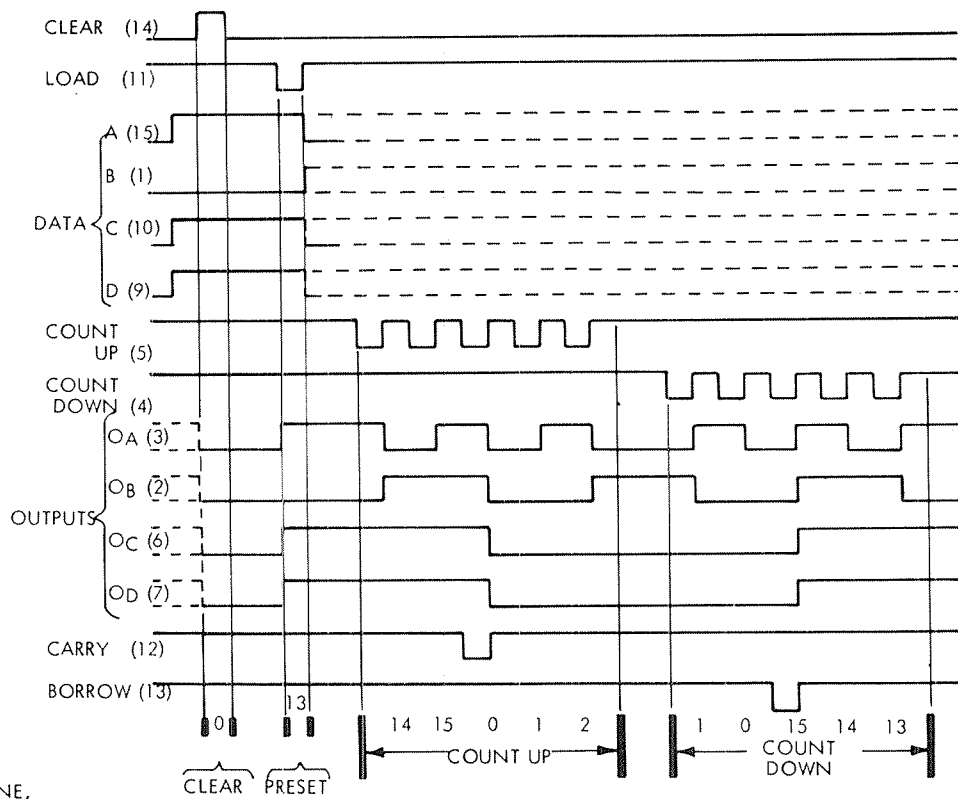 CLEAR (14)
LOAD (11)
A (15)
B (1)
DATA
C (10)
D (9)
COUNT
UP (5)
COUNT
DOWN (4)
OA (3)
OB (2)
OUTPUTS
OC (6)
OD (7)
CARRY (12)
BORROW (13)
0 13 14 15 0 1 2 1 0 15 14 13
COUNT UP COUNT
DOWN
CLEAR PRESET
NE,